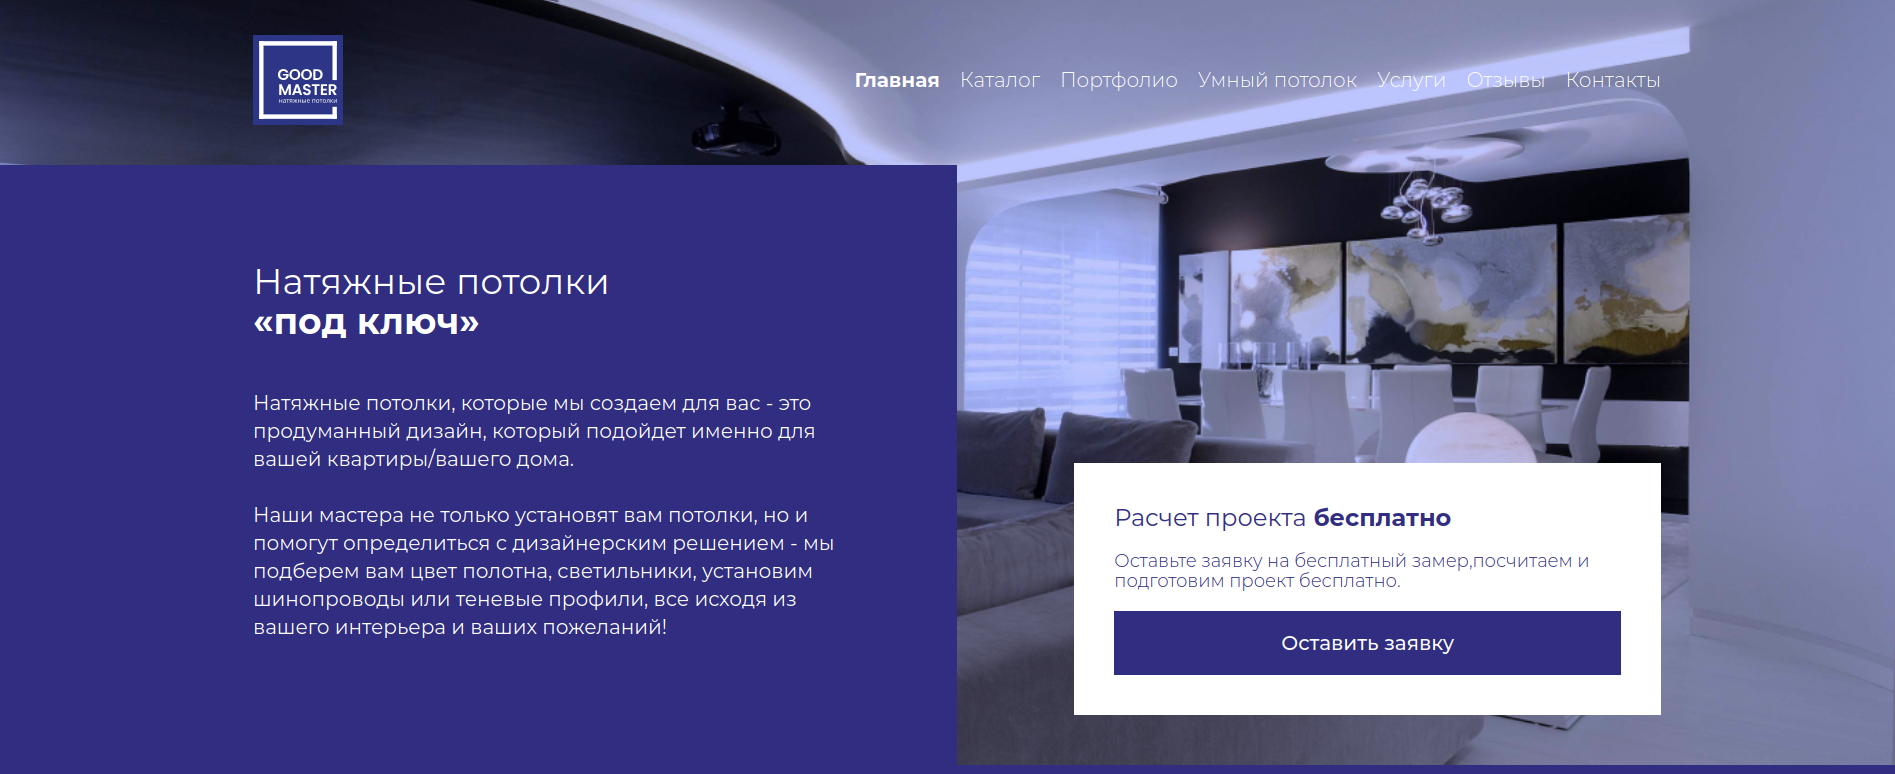 GOOD
MASTER
натяжные потолки
Главная Каталог Портфолио Умный потолок Услуги Отзывы Контакты
Натяжные потолки
«под ключ»
Натяжные потолки, которые мы создаем для вас - это
продуманный дизайн, который подойдет именно для
вашей квартиры/вашего дома.
Наши мастера не только установят вам потолки, но и
помогут определиться с дизайнерским решением - мы
подберем вам цвет полотна, светильники, установим
шинопроводы или теневые профили, все исходя из
вашего интерьера и ваших пожеланий!
Расчет проекта бесплатно
Оставьте заявку на бесплатный замер,посчитаем и
подготовим проект бесплатно.
Оставить заявку